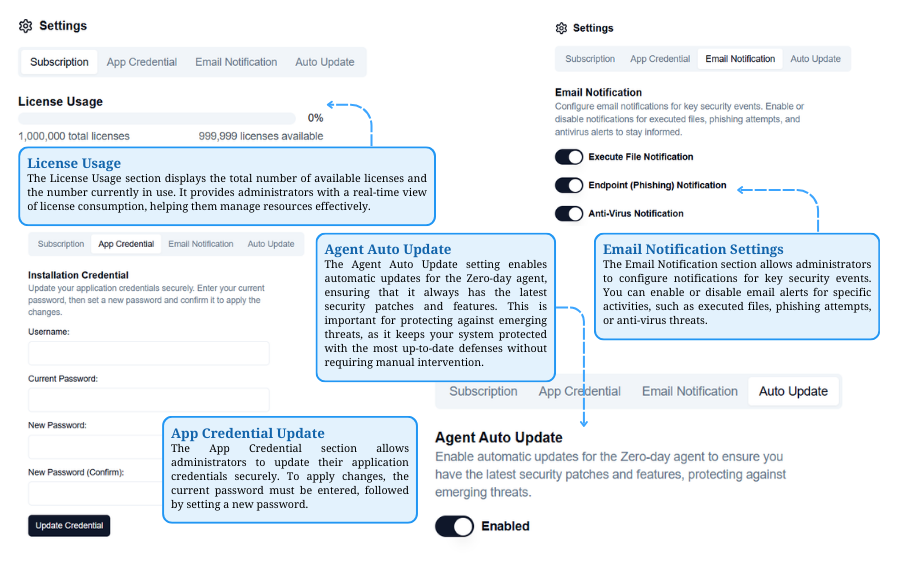 Settings
Subscription App Credential Email Notification Auto Update
License Usage
0%
1,000,000 total licenses 999,999 licenses available
License Usage
The License Usage section displays the total number of available licenses and
the number currently in use. It provides administrators with a real-time view
of license consumption, helping them manage resources effectively.
Settings
Subscription App Credential Email Notification Auto Update
Email Notification
Configure email notifications for key security events. Enable or
disable notifications for executed files, phishing attempts, and
antivirus alerts to stay informed.
Execute File Notification
Endpoint (Phishing) Notification
Anti-Virus Notification
Email Notification Settings
The Email Notification section allows administrators
to configure notifications for key security events.
You can enable or disable email alerts for specific
activities, such as executed files, phishing attempts,
or anti-virus threats.
Subscription App Credential Email Notification Auto Update
Installation Credential
Update your application credentials securely. Enter your current
password, then set a new password and confirm it to apply the
changes.
Username:
Current Password:
New Password:
New Password (Confirm):
Update Credential
App Credential Update
The App Credential section allows
administrators to update their application
credentials securely. To apply changes, the
current password must be entered, followed
by setting a new password.
Agent Auto Update
The Agent Auto Update setting enables
automatic updates for the Zero-day agent,
ensuring that it always has the latest
security patches and features. This is
important for protecting against emerging
threats, as it keeps your system protected
with the most up-to-date defenses without
requiring manual intervention.
Subscription App Credential Email Notification Auto Update
Agent Auto Update
Enable automatic updates for the Zero-day agent to ensure you
have the latest security patches and features, protecting against
emerging threats.
Enabled